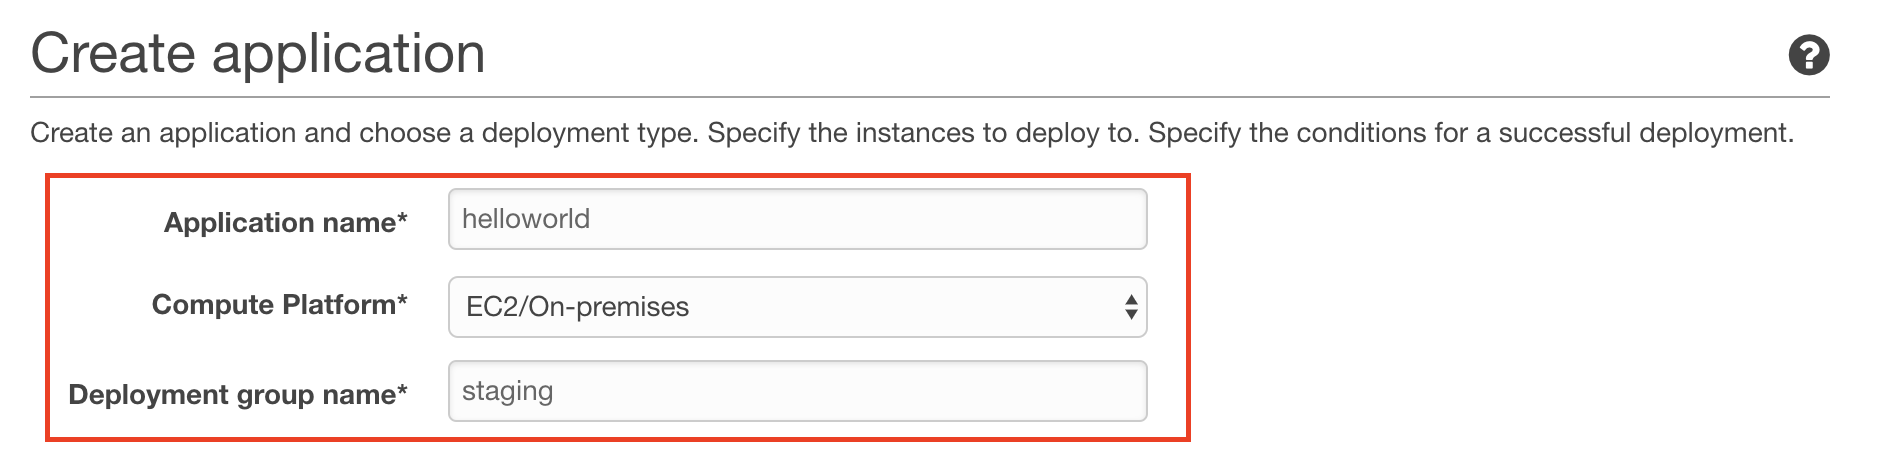 Create application
?
Create an application and choose a deployment type. Specify the instances to deploy to. Specify the conditions for a successful deployment.
Application name* helloworld
Compute Platform* EC2/On-premises
Deployment group name* staging